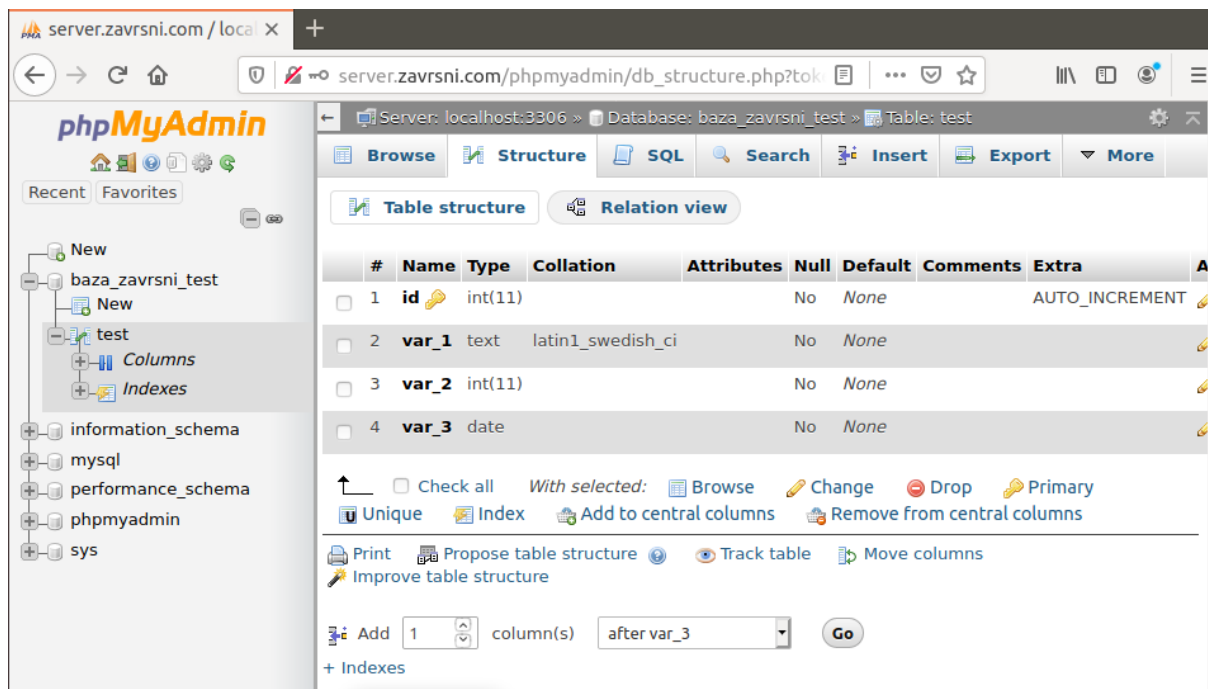 server.zavrsni.com / local
server.zavrsni.com/phpmyadmin/db_structure.php?tok
phpMyAdmin
Recent Favorites
New
baza_zavrsni_test
New
test
Columns
Indexes
information_schema
mysql
performance_schema
phpmyadmin
sys
Server: localhost:3306 » Database: baza_zavrsni_test » Table: test
Browse Structure SQL Search Insert Export More
Table structure Relation view
# Name Type Collation Attributes Null Default Comments Extra A
1 id int(11) No None AUTO_INCREMENT
2 var_1 text latin1_swedish_ci No None
3 var_2 int(11) No None
4 var_3 date No None
Check all With selected: Browse Change Drop Primary
Unique Index Add to central columns Remove from central columns
Print Propose table structure Track table Move columns
Improve table structure
Add 1 column(s) after var_3 Go
+ Indexes